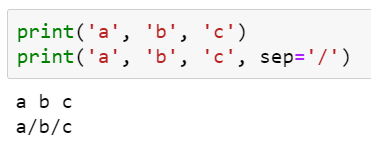 print('a', 'b', 'c')
print('a', 'b', 'c', sep='/')
a b c
a/b/c